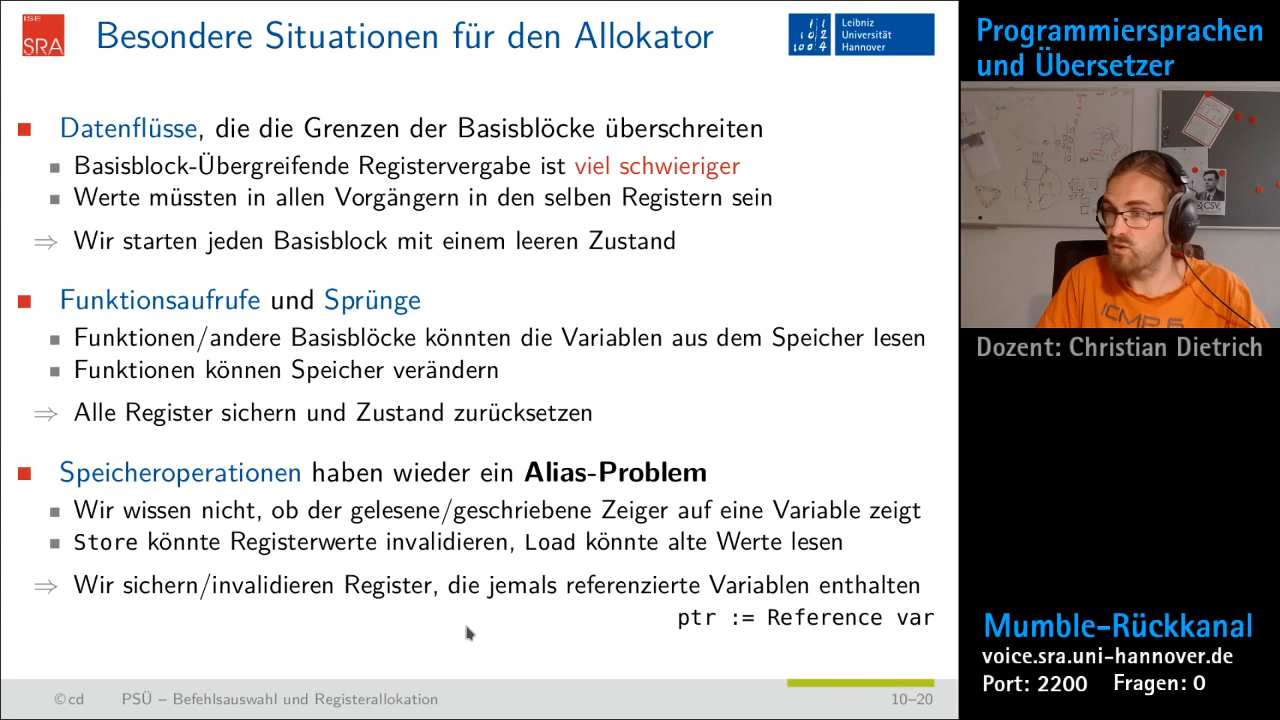 ISE
SRA
Besondere Situationen für den Allokator
Leibniz
Universität
Hannover
Datenflüsse, die die Grenzen der Basisblöcke überschreiten
Basisblock-Übergreifende Registervergabe ist viel schwieriger
Werte müssten in allen Vorgängern in den selben Registern sein
⇒ Wir starten jeden Basisblock mit einem leeren Zustand
Funktionsaufrufe und Sprünge
Funktionen/andere Basisblöcke könnten die Variablen aus dem Speicher lesen
Funktionen können Speicher verändern
⇒ Alle Register sichern und Zustand zurücksetzen
Speicheroperationen haben wieder ein Alias-Problem
Wir wissen nicht, ob der gelesene/geschriebene Zeiger auf eine Variable zeigt
Store könnte Registerwerte invalidieren, Load könnte alte Werte lesen
⇒ Wir sichern/invalidieren Register, die jemals referenzierte Variablen enthalten
ptr := Reference var
©cd PSÜ – Befehlsauswahl und Registerallokation 10–20
Programmiersprachen
und Übersetzer
CSV,
ICMP 6
Dozent: Christian Dietrich
Mumble-Rückkanal
voice.sra.uni-hannover.de
Port: 2200 Fragen: 0